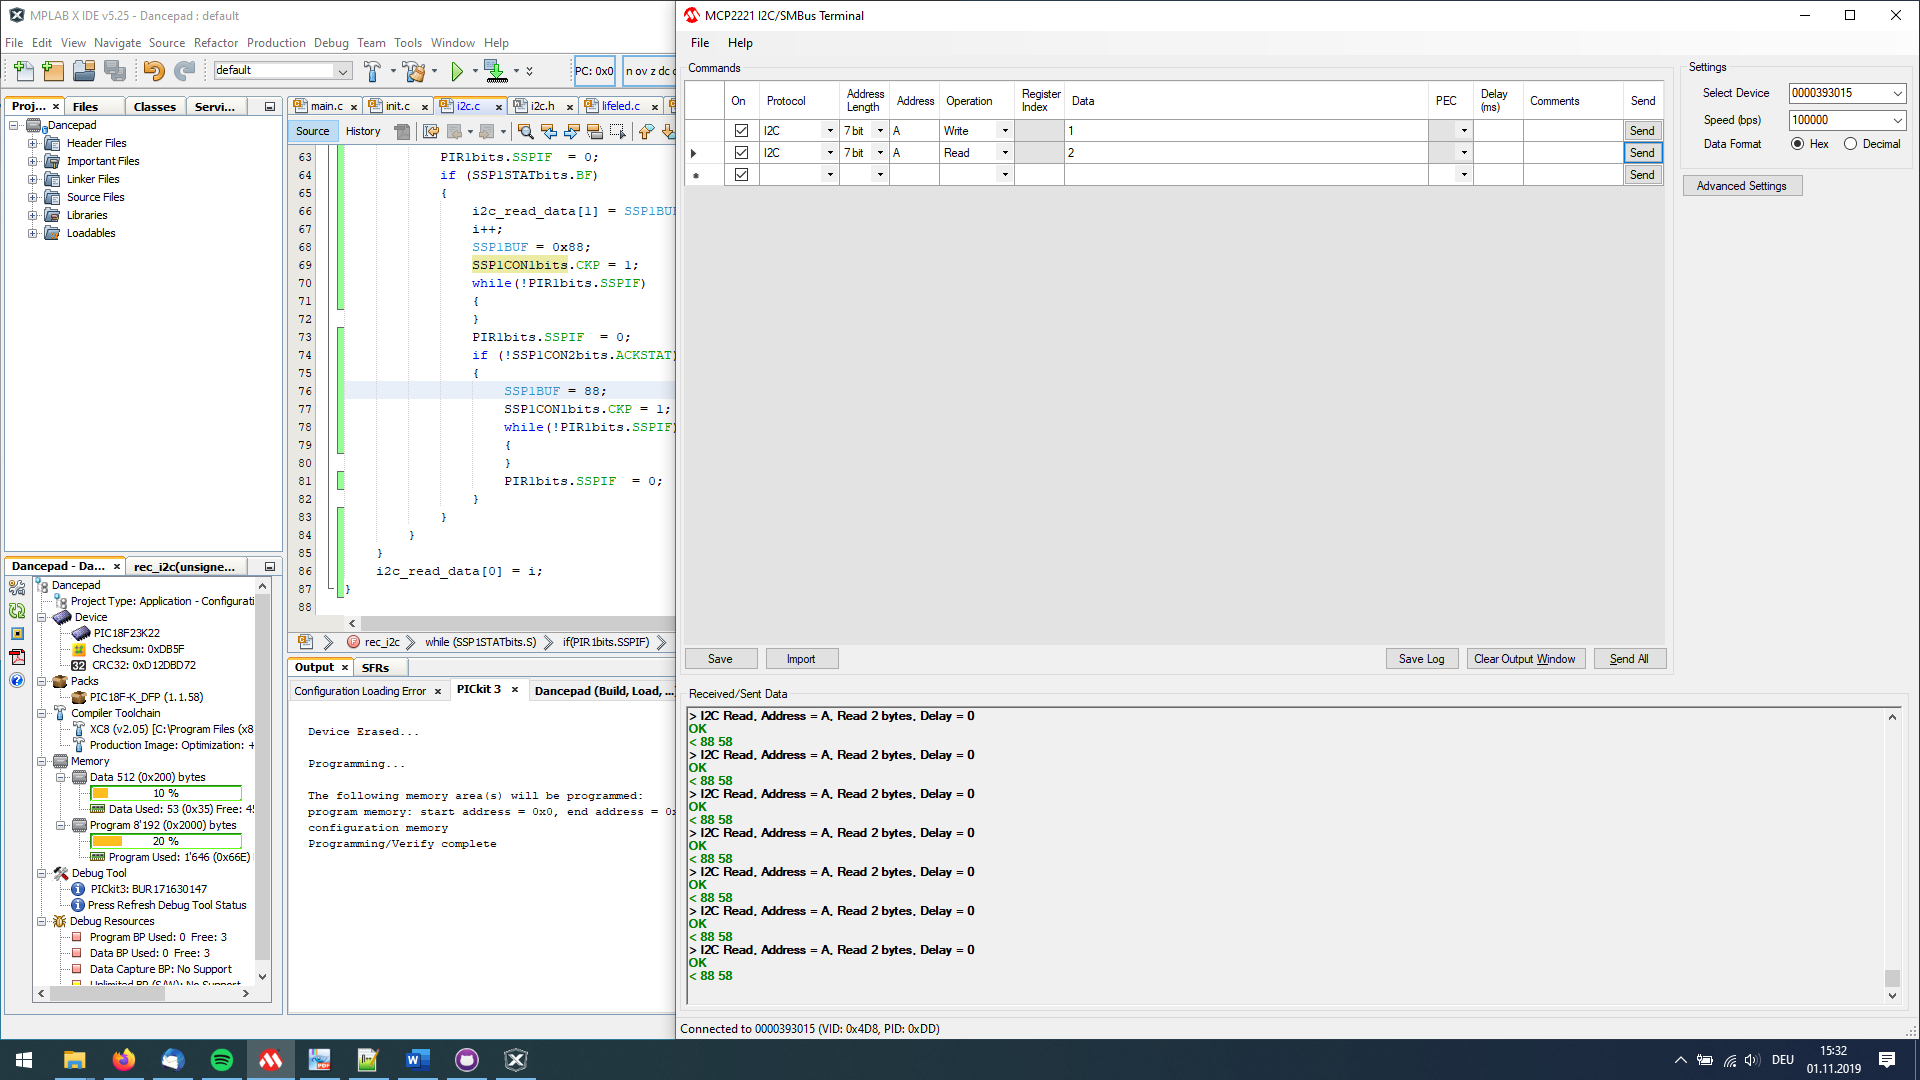 MPLAB X IDE v5.25 - Dancepad : default
File Edit View Navigate Source Refactor Production Debug Team Tools Window Help
default
PC: 0x0
n ov z dc c
Proj... × Files Classes Servi...
Dancepad
Header Files
Important Files
Linker Files
Source Files
Libraries
Loadables
main.c × init.c × i2c.c × i2c.h × lifeled.c ×
Source History
63 PIR1bits.SSPIF = 0;
64 if (SSP1STATbits.BF)
65 {
66 i2c_read_data[1] = SSP1BUF
67 i++;
68 SSP1BUF = 0x88;
69 SSP1CON1bits.CKP = 1;
70 while(!PIR1bits.SSPIF)
71 {
72 }
73 PIR1bits.SSPIF = 0;
74 if (!SSP1CON2bits.ACKSTAT)
75 {
76 SSP1BUF = 88;
77 SSP1CON1bits.CKP = 1;
78 while(!PIR1bits.SSPIF)
79 {
80 }
81 PIR1bits.SSPIF = 0;
82 }
83 }
84 }
85 }
86 i2c_read_data[0] = i;
87 }
88
rec_i2c while (SSP1STATbits.S) if(PIR1bits.SSPIF)
Dancepad - Da... × rec_i2c(unsigne...
Dancepad
Project Type: Application - Configurati
Device
PIC18F23K22
Checksum: 0xDB5F
CRC32: 0xD12DBD72
Packs
PIC18F-K_DFP (1.1.58)
Compiler Toolchain
XC8 (v2.05) [C:\Program Files (x8
Production Image: Optimization: +
Memory
Data 512 (0x200) bytes
10 %
Data Used: 53 (0x35) Free: 45
Program 8'192 (0x2000) bytes
20 %
Program Used: 1'646 (0x66E)
Debug Tool
PICkit3: BUR171630147
Press Refresh Debug Tool Status
Debug Resources
Program BP Used: 0 Free: 3
Data BP Used: 0 Free: 3
Data Capture BP: No Support
Unlimited BP (S/W): No Support
Output × SFRs
Configuration Loading Error × PICkit 3 × Dancepad (Build, Load, ...
Device Erased...
Programming...
The following memory area(s) will be programmed:
program memory: start address = 0x0, end address = 0x
configuration memory
Programming/Verify complete
MCP2221 I2C/SMBus Terminal
File Help
Commands
On Protocol Address Length Address Operation Register Index Data PEC Delay (ms) Comments Send
I2C 7 bit A Write 1 Send
I2C 7 bit A Read 2 Send
Send
Save Import Save Log Clear Output Window Send All
Settings
Select Device 0000393015
Speed (bps) 100000
Data Format Hex Decimal
Advanced Settings
Received/Sent Data
> I2C Read, Address = A, Read 2 bytes, Delay = 0
OK
< 88 58
> I2C Read, Address = A, Read 2 bytes, Delay = 0
OK
< 88 58
> I2C Read, Address = A, Read 2 bytes, Delay = 0
OK
< 88 58
> I2C Read, Address = A, Read 2 bytes, Delay = 0
OK
< 88 58
> I2C Read, Address = A, Read 2 bytes, Delay = 0
OK
< 88 58
> I2C Read, Address = A, Read 2 bytes, Delay = 0
OK
< 88 58
> I2C Read, Address = A, Read 2 bytes, Delay = 0
OK
< 88 58
Connected to 0000393015 (VID: 0x4D8, PID: 0xDD)
DEU
15:32
01.11.2019